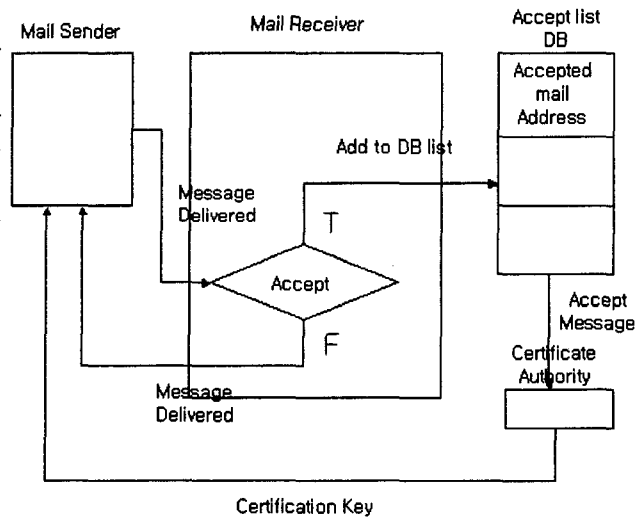 Mail Sender
Mail Receiver
Accept list
DB
Accepted
mail
Address
Add to DB list
Message
Delivered
T
Accept
F
Accept
Message
Certificate
Authority
Message
Delivered
Certification Key